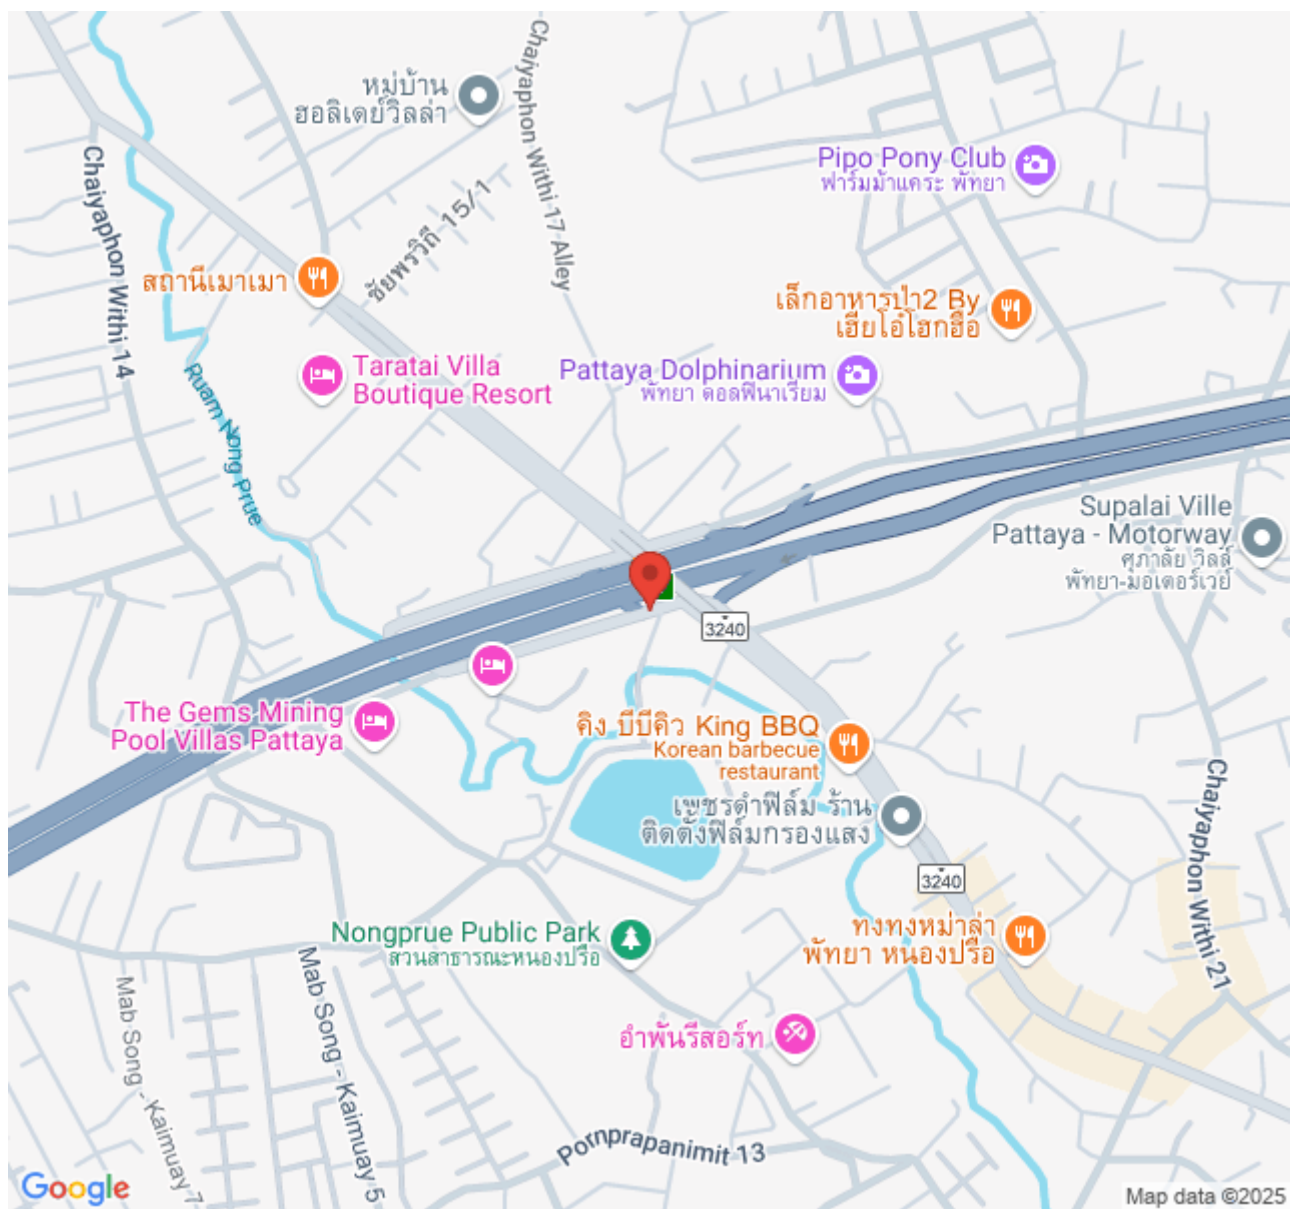 Chaiyaphon Withi 17 Alley
หมู่บ้าน
ฮอลิเดย์วิลล่า
Chaiyaphon Withi 14
Pipo Pony Club
ฟาร์มม้าแคระ พัทยา
ชัยพรวิถี 15/1
สถานีเมาเมา
เล็กอาหารป่า2 By
เฮียโอ๋โฮกฮือ
Taratai Villa
Boutique Resort
Pattaya Dolphinarium
พัทยา ดอลฟินาเรียม
Ruam Nong Prue
Supalai Ville
Pattaya - Motorway
ศุภาลัย วิลล์
พัทยา-มอเตอร์เวย์
3240
The Gems Mining
Pool Villas Pattaya
คิง บีบีคิว King BBQ
Korean barbecue
restaurant
เพชรดำฟิล์ม ร้าน
ติดตั้งฟิล์มกรองแสง
Chaiyaphon Withi 21
3240
Nongprue Public Park
สวนสาธารณะหนองปรือ
ทงทงหม่าล่า
พัทยา หนองปรือ
Mab Song - Kaimuay 7
Mab Song - Kaimuay 5
อำพันรีสอร์ท
Pornprapanimit 13
Google
Map data ©2025